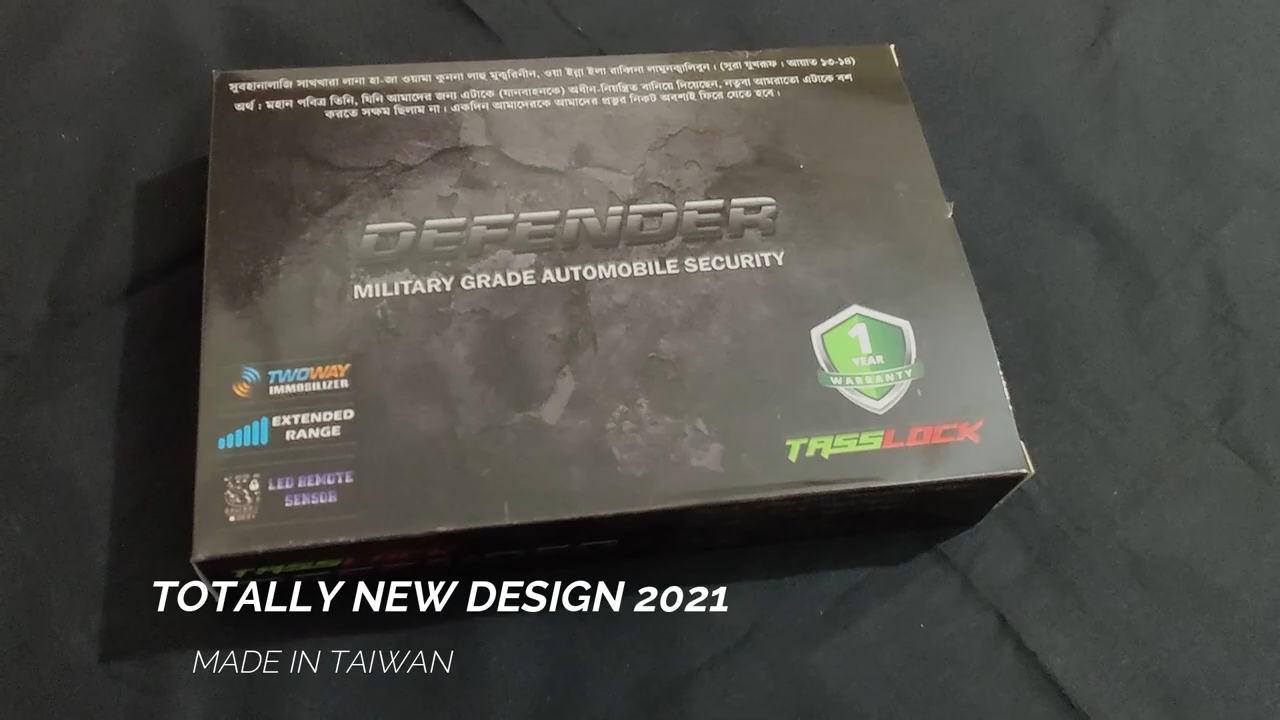 সুবহানাল্লাজি সাখখারা লানা হা-জা ওয়ামা কুননা লাহু মুক্বরিনীন, ওয়া ইন্না ইলা রাব্বিনা লামুনক্বালিবুন। (সুরা যুখরুফ : আয়াত ১৩-১৪)
অর্থ : মহান পবিত্র তিনি, যিনি আমাদের জন্য এটাকে (যানবাহনকে) অধীন-নিয়ন্ত্রিত বানিয়ে দিয়েছেন, নতুবা আমরাতো এটাকে বশ
করতে সক্ষম ছিলাম না। একদিন আমাদেরকে আমাদের প্রভুর নিকট অবশ্যই ফিরে যেতে হবে।
DEFENDER
MILITARY GRADE AUTOMOBILE SECURITY
TWOWAY
IMMOBILIZER
EXTENDED
RANGE
LED REMOTE
SENSOR
1
YEAR
WARRANTY
TASSLOCK
TASSLOCK
TOTALLY NEW DESIGN 2021
MADE IN TAIWAN